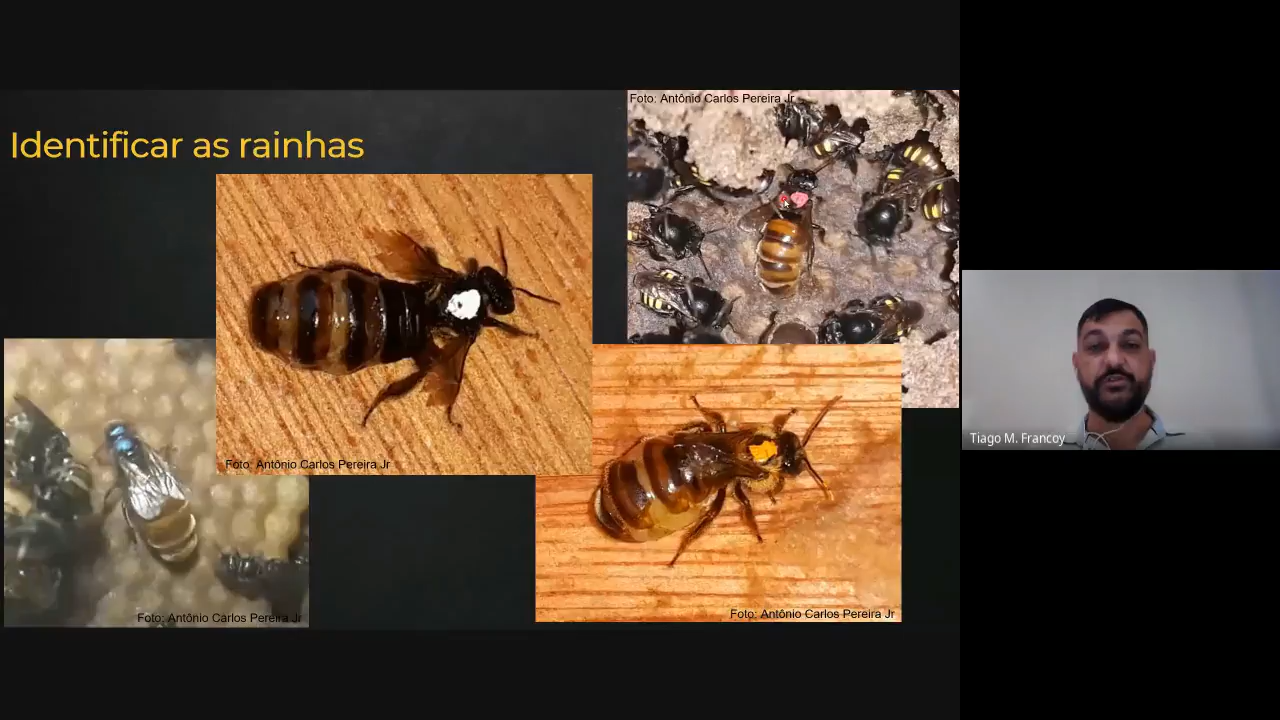 Identificar as rainhas
Foto: Antônio Carlos Pereira Jr
Foto: Antônio Carlos Pereira Jr
Foto: Antônio Carlos Pereira Jr
Foto: Antônio Carlos Pereira Jr
Tiago M. Francoy